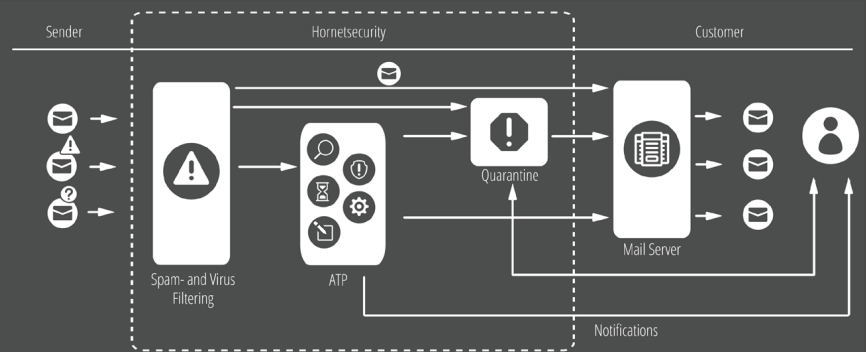 Sender
Hornetsecurity
Customer
Quarantine
Mail Server
Spam- and Virus
Filtering
ATP
Notifications